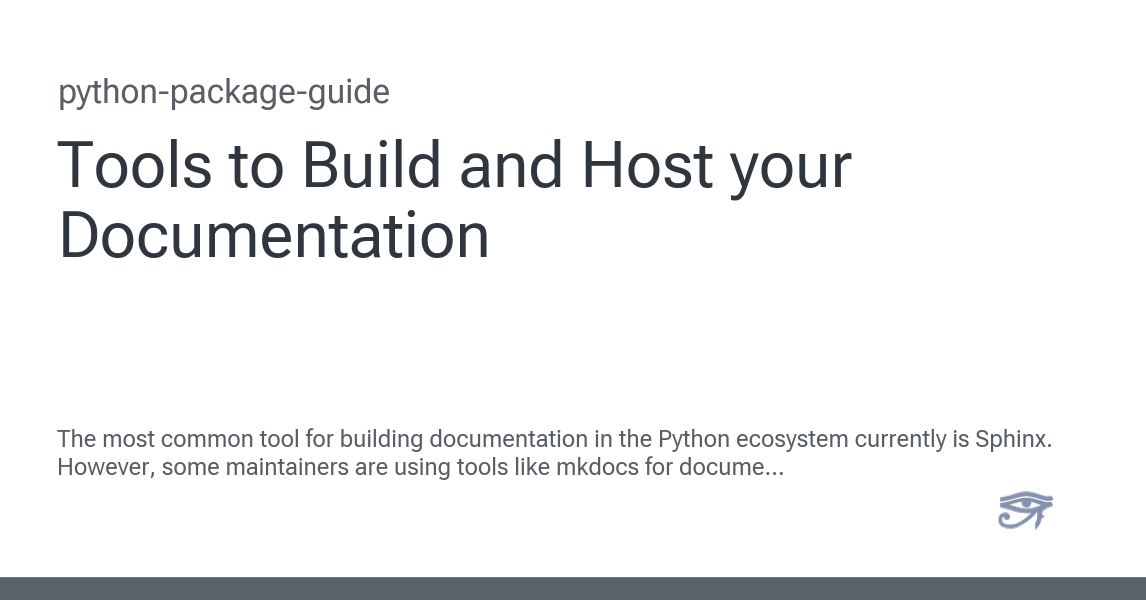 python-package-guide
Tools to Build and Host your
Documentation
The most common tool for building documentation in the Python ecosystem currently is Sphinx.
However, some maintainers are using tools like mkdocs for docume...